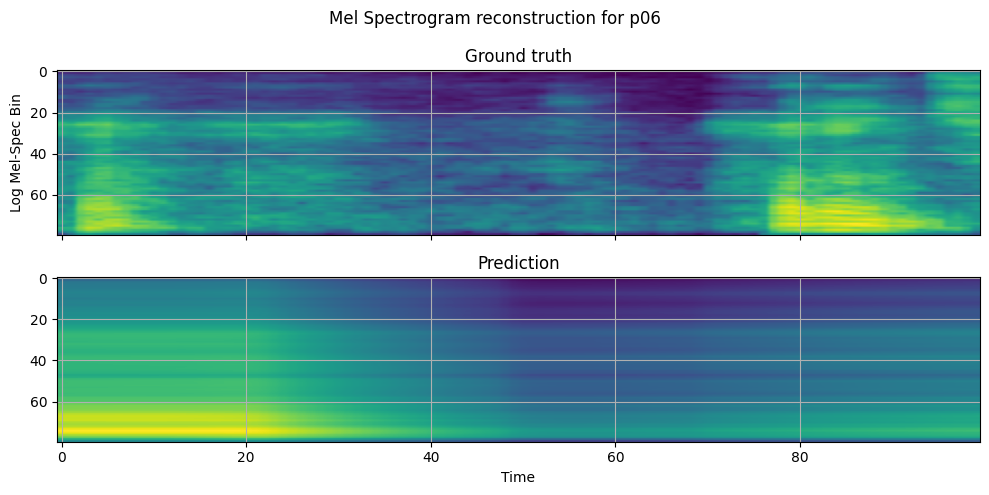 Mel Spectrogram reconstruction for p06
Ground truth
Log Mel-Spec Bin
0
20
40
60
Prediction
0
20
40
60
0 20 40 60 80
Time